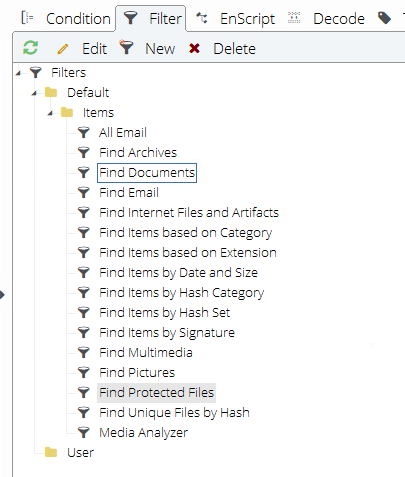 Condition Filter EnScript Decode
Edit New Delete
Filters
Default
Items
All Email
Find Archives
Find Documents
Find Email
Find Internet Files and Artifacts
Find Items based on Category
Find Items based on Extension
Find Items by Date and Size
Find Items by Hash Category
Find Items by Hash Set
Find Items by Signature
Find Multimedia
Find Pictures
Find Protected Files
Find Unique Files by Hash
Media Analyzer
User